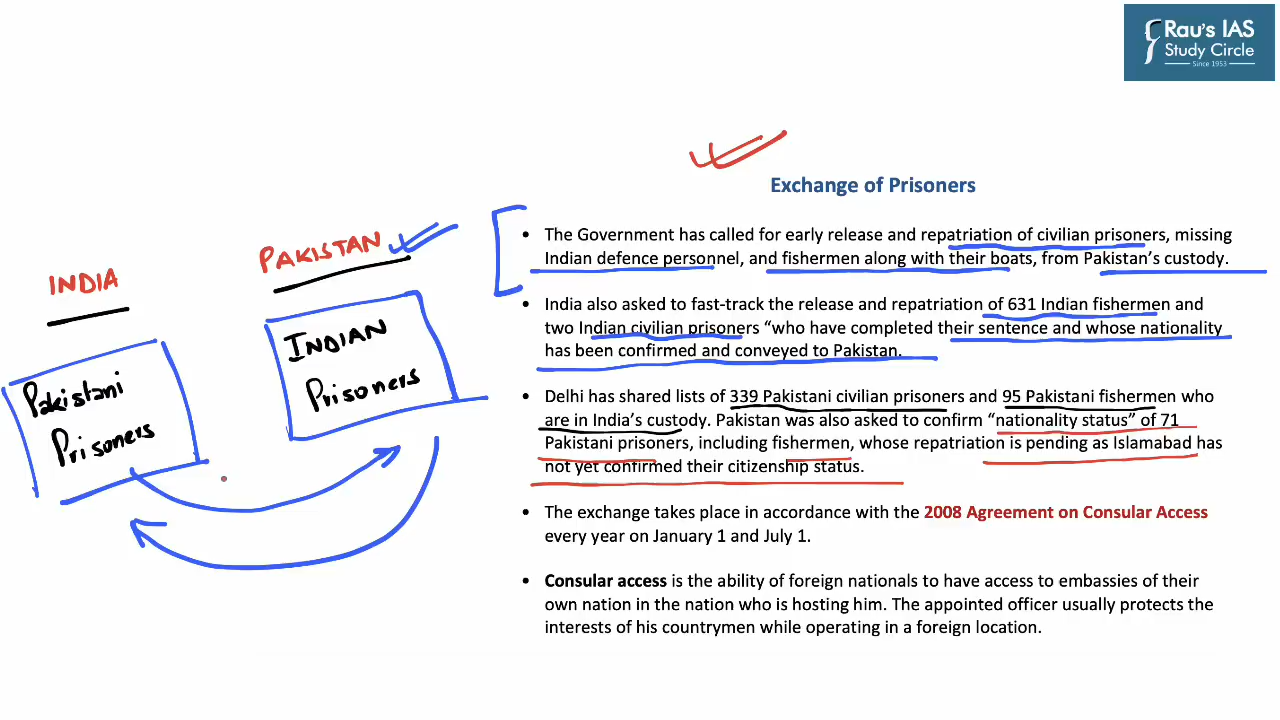 Rau's IAS
Study Circle
Since 1953
Exchange of Prisoners
INDIA
PAKISTAN
Pakistani
Prisoners
INDIAN
Prisoners
• The Government has called for early release and repatriation of civilian prisoners, missing
Indian defence personnel, and fishermen along with their boats, from Pakistan's custody.
• India also asked to fast-track the release and repatriation of 631 Indian fishermen and
two Indian civilian prisoners “who have completed their sentence and whose nationality
has been confirmed and conveyed to Pakistan.
• Delhi has shared lists of 339 Pakistani civilian prisoners and 95 Pakistani fishermen who
are in India's custody. Pakistan was also asked to confirm “nationality status” of 71
Pakistani prisoners, including fishermen, whose repatriation is pending as Islamabad has
not yet confirmed their citizenship status.
• The exchange takes place in accordance with the 2008 Agreement on Consular Access
every year on January 1 and July 1.
• Consular access is the ability of foreign nationals to have access to embassies of their
own nation in the nation who is hosting him. The appointed officer usually protects the
interests of his countrymen while operating in a foreign location.